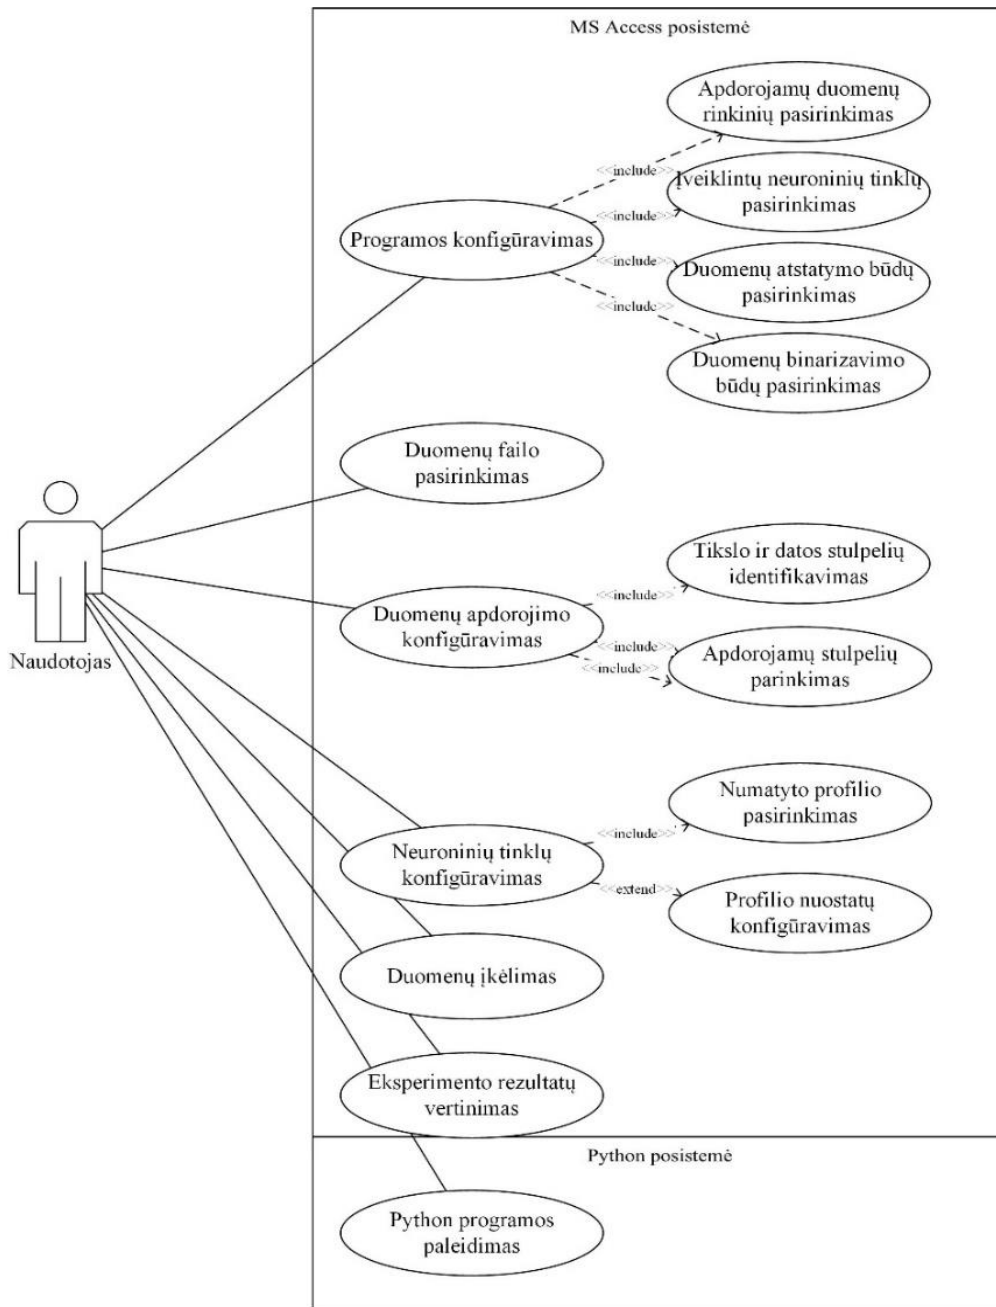 MS Access posistemė
Apdorojamų duomenų
rinkinių pasirinkimas
<<include>>
Įveiklintų neuroninių tinklų
pasirinkimas
<<include>>
Programos konfigūravimas
<<include>>
Duomenų atstatymo būdų
pasirinkimas
<<include>>
Duomenų binarizavimo
būdų pasirinkimas
Duomenų failo
pasirinkimas
Tikslo ir datos stulpelių
identifikavimas
<<include>>
Duomenų apdorojimo
konfigūravimas
<<include>>
<<include>>
Apdorojamų stulpelių
parinkimas
Naudotojas
Numatyto profilio
pasirinkimas
<<include>>
Neuroninių tinklų
konfigūravimas
<<extend>>
Profilio nuostatų
konfigūravimas
Duomenų įkėlimas
Eksperimento rezultatų
vertinimas
Python posistemė
Python programos
paleidimas